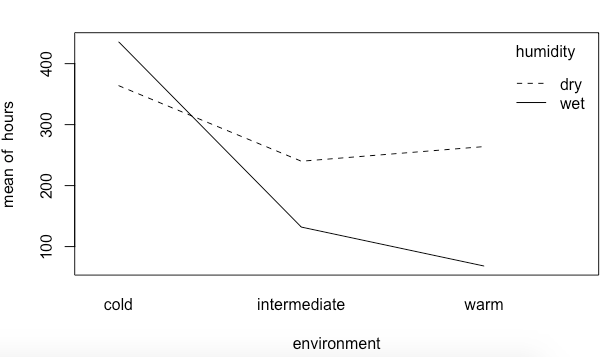 humidity
dry
wet
mean of hours
400
300
200
100
cold intermediate warm
environment